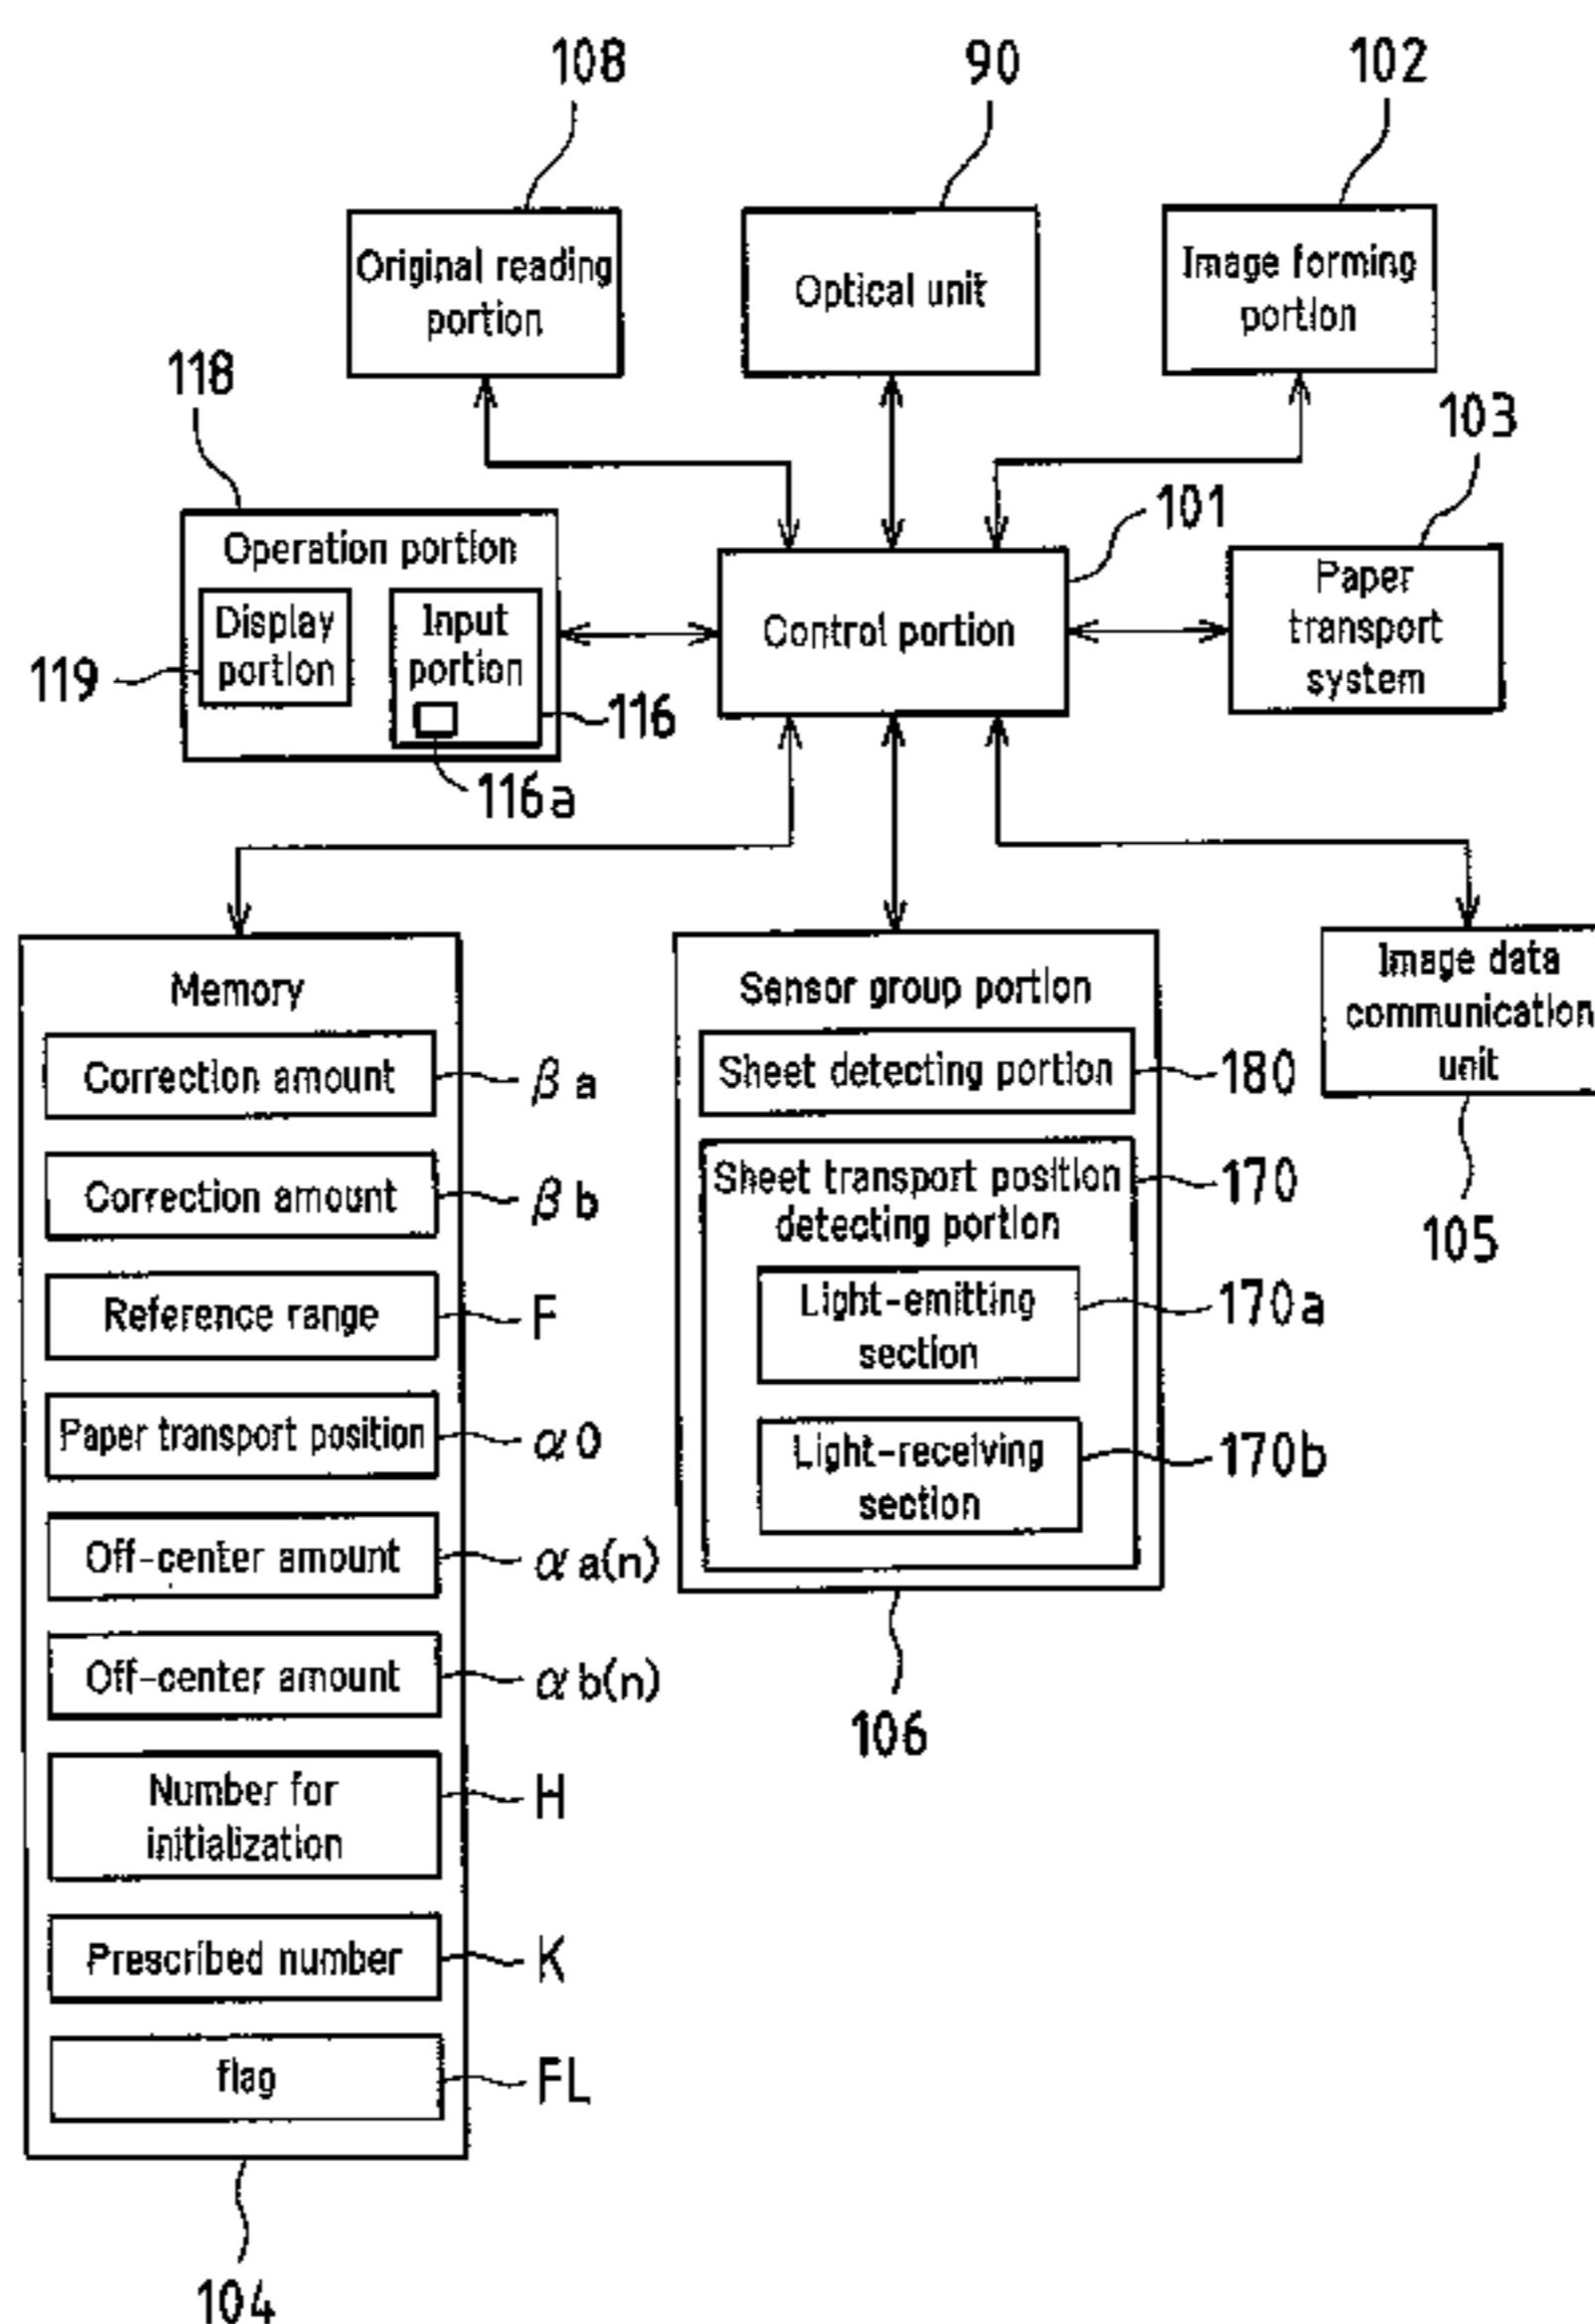 108
90
102
Original reading
portion
Optical unit
Image forming
portion
118
103
101
Operation portion
Display
portion
Input
portion
119
116
116a
Control portion
Paper
transport
system
Memory
Correction amount
βa
Correction amount
βb
Reference range
F
Paper transport position
α0
Off-center amount
αa(n)
Off-center amount
αb(n)
Number for
initialization
H
Prescribed number
K
flag
FL
104
Sensor group portion
Sheet detecting portion
180
Sheet transport position
detecting portion
170
Light-emitting
section
170a
Light-receiving
section
170b
106
Image data
communication
unit
105